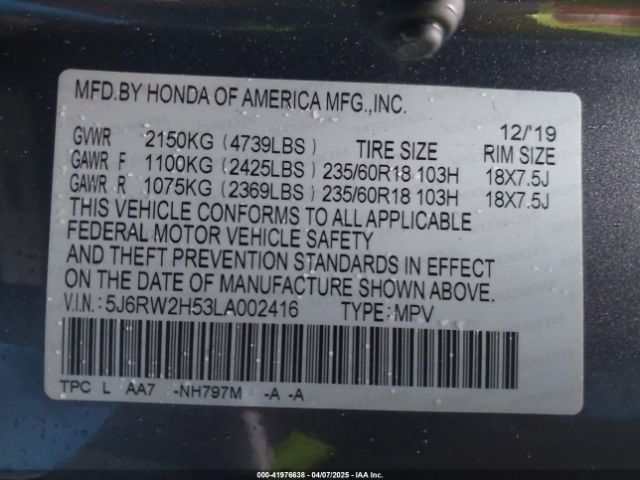 MFD.BY HONDA OF AMERICA MFG.,INC.
12/'19
GVWR 2150KG (4739LBS) TIRE SIZE RIM SIZE
GAWR F 1100KG (2425LBS) 235/60R18 103H 18X7.5J
GAWR R 1075KG (2369LBS) 235/60R18 103H 18X7.5J
THIS VEHICLE CONFORMS TO ALL APPLICABLE
FEDERAL MOTOR VEHICLE SAFETY
AND THEFT PREVENTION STANDARDS IN EFFECT
ON THE DATE OF MANUFACTURE SHOWN ABOVE.
V.I.N.: 5J6RW2H53LA002416 TYPE: MPV
TPC L AA7 -NH797M -A -A
000-41976638 - 04/07/2025 - IAA Inc.